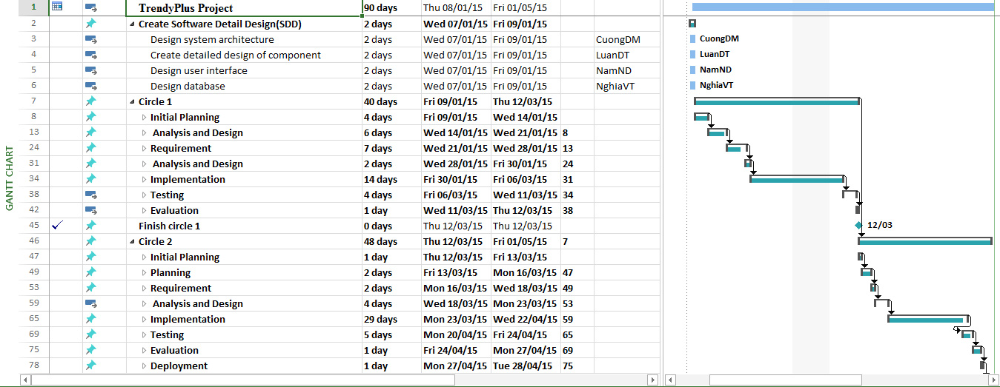 1 TrendyPlus Project 90 days Thu 08/01/15 Fri 01/05/15
2 Create Software Detail Design(SDD) 2 days Wed 07/01/15 Fri 09/01/15
3 Design system architecture 2 days Wed 07/01/15 Fri 09/01/15 CuongDM CuongDM
4 Create detailed design of component 2 days Wed 07/01/15 Fri 09/01/15 LuanDT LuanDT
5 Design user interface 2 days Wed 07/01/15 Fri 09/01/15 NamND NamND
6 Design database 2 days Wed 07/01/15 Fri 09/01/15 NghiaVT NghiaVT
7 Circle 1 40 days Fri 09/01/15 Thu 12/03/15
8 Initial Planning 4 days Fri 09/01/15 Wed 14/01/15
13 Analysis and Design 6 days Wed 14/01/15 Wed 21/01/15 8
24 Requirement 7 days Wed 21/01/15 Wed 28/01/15 13
31 Analysis and Design 2 days Wed 28/01/15 Fri 30/01/15 24
34 Implementation 14 days Fri 30/01/15 Fri 06/03/15 31
38 Testing 4 days Fri 06/03/15 Wed 11/03/15 34
42 Evaluation 1 day Wed 11/03/15 Thu 12/03/15 38
45 Finish circle 1 0 days Thu 12/03/15 Thu 12/03/15 12/03
46 Circle 2 48 days Thu 12/03/15 Fri 01/05/15 7
47 Initial Planning 1 day Thu 12/03/15 Fri 13/03/15
49 Planning 2 days Fri 13/03/15 Mon 16/03/15 47
53 Requirement 2 days Mon 16/03/15 Wed 18/03/15 49
59 Analysis and Design 4 days Wed 18/03/15 Mon 23/03/15 53
65 Implementation 29 days Mon 23/03/15 Wed 22/04/15 59
69 Testing 5 days Mon 20/04/15 Fri 24/04/15 65
75 Evaluation 1 day Fri 24/04/15 Mon 27/04/15 69
78 Deployment 1 day Mon 27/04/15 Tue 28/04/15 75
GANTT CHART